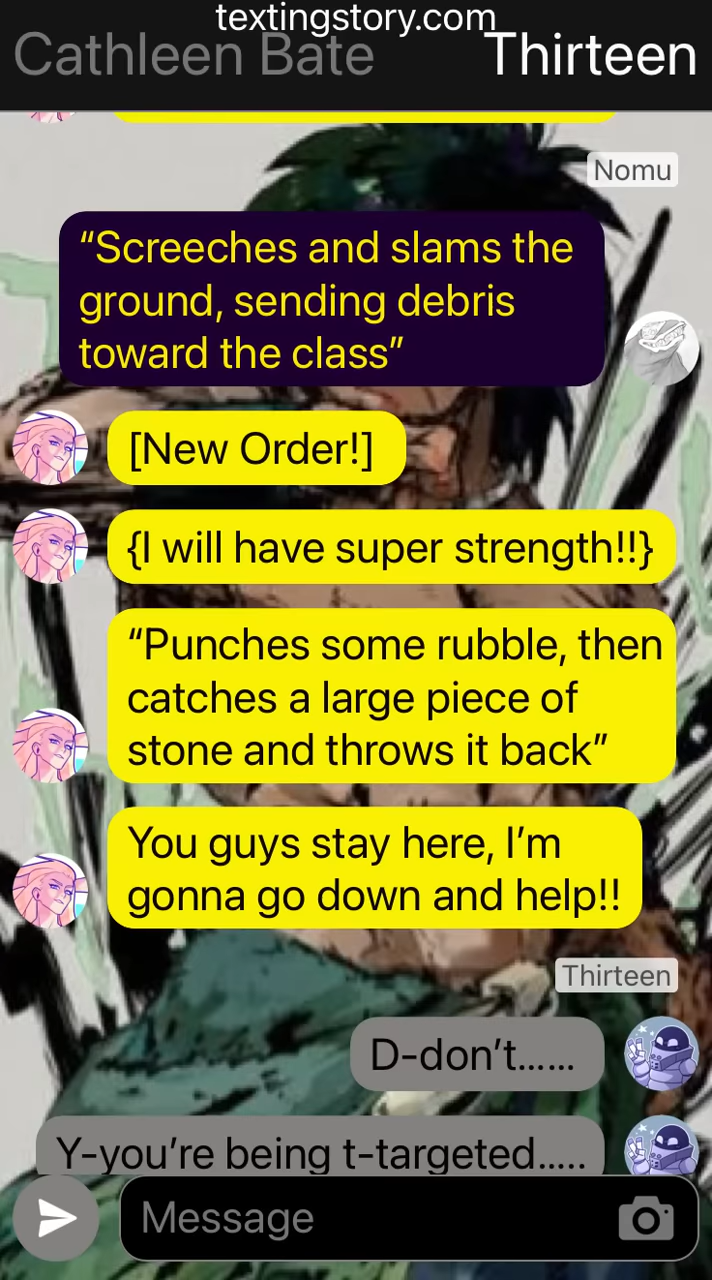 textingstory.com
Cathleen Bate
Thirteen
Nomu
“Screeches and slams the
ground, sending debris
toward the class”
[New Order!]
{I will have super strength!!}
“Punches some rubble, then
catches a large piece of
stone and throws it back”
You guys stay here, I’m
gonna go down and help!!
Thirteen
D-don’t......
Y-you’re being t-targeted.....
Message